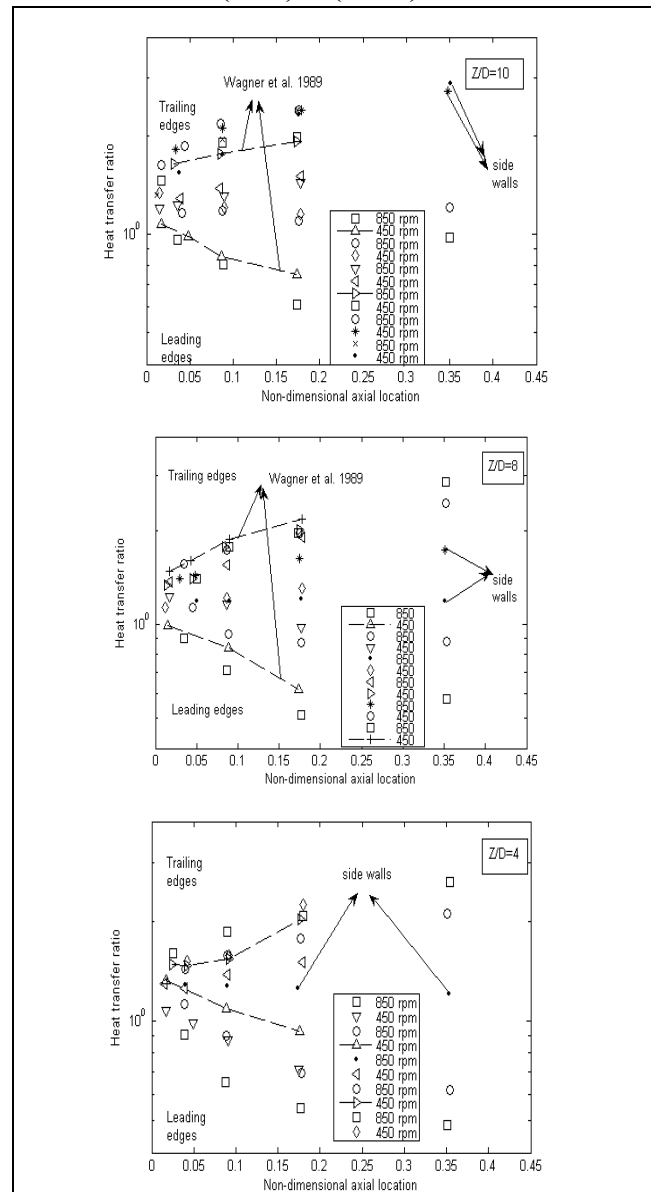 Z/D=10
Wagner et al. 1989
Trailing
edges
side
walls
Heat transfer ratio
10⁰
850 rpm
450 rpm
850 rpm
450 rpm
850 rpm
450 rpm
850 rpm
450 rpm
850 rpm
450 rpm
850 rpm
450 rpm
Leading
edges
0 0.05 0.1 0.15 0.2 0.25 0.3 0.35 0.4 0.45
Non-dimensional axial location
Z/D=8
Trailing edges
Wagner et al. 1989
side
walls
Heat transfer ratio
10⁰
850
450
850
450
850
450
850
450
850
450
850
450
Leading edges
0 0.05 0.1 0.15 0.2 0.25 0.3 0.35 0.4 0.45
Non-dimensional axial location
Z/D=4
Trailing
edges
side walls
Heat transfer ratio
10⁰
850 rpm
450 rpm
850 rpm
450 rpm
850 rpm
450 rpm
850 rpm
450 rpm
850 rpm
450 rpm
Leading
edges
0 0.05 0.1 0.15 0.2 0.25 0.3 0.35 0.4 0.45
Non-dimensional axial location